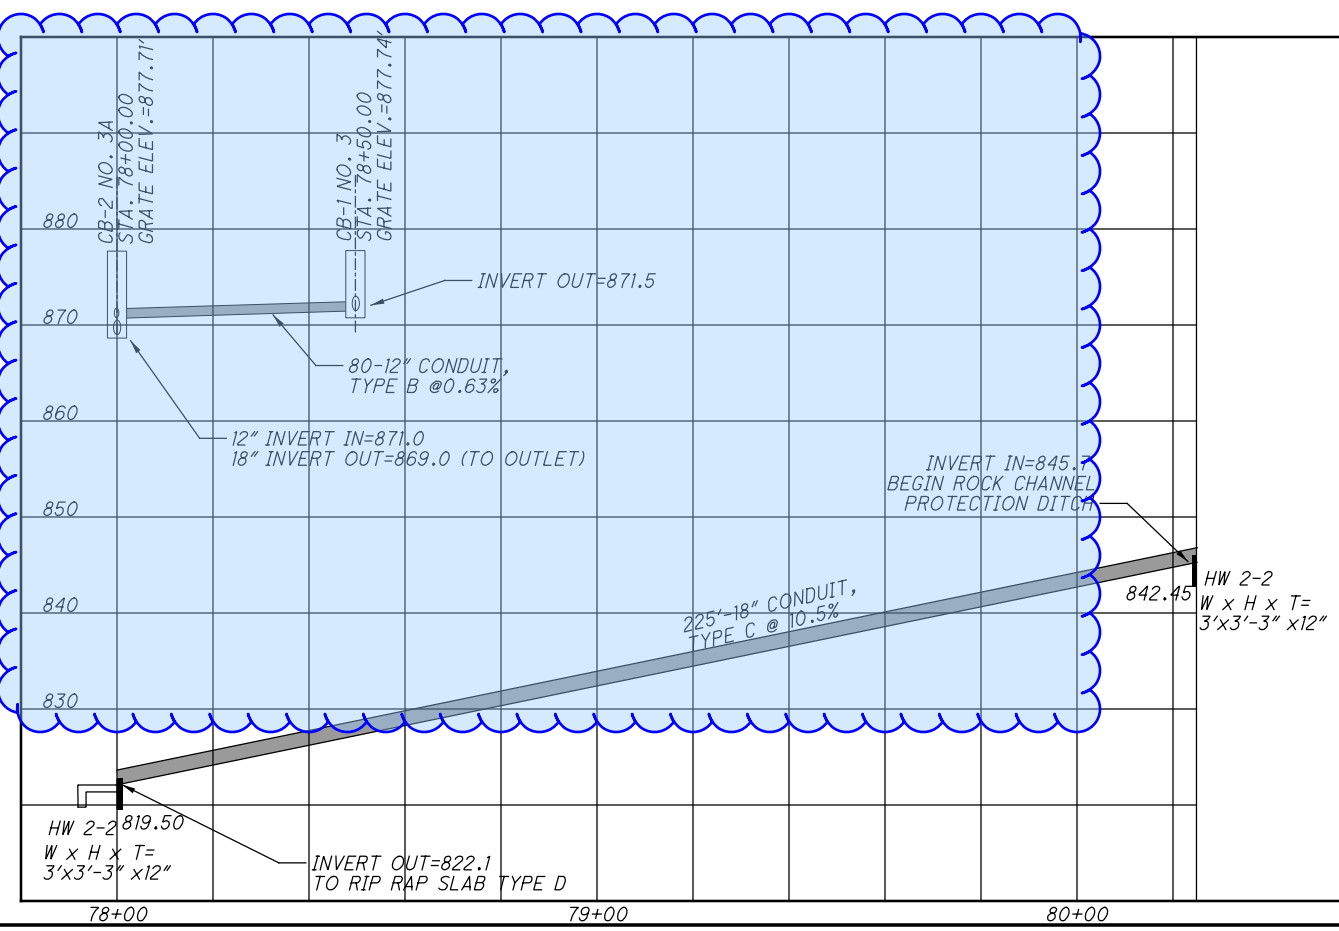 CB-2 NO. 3A
STA. 78+00.00
GRATE ELEV.=877.71'
CB-1 NO. 3
STA. 78+50.00
GRATE ELEV.=877.74'
880
INVERT OUT=871.5
870
80-12" CONDUIT,
TYPE B @0.63%
860
12" INVERT IN=871.0
18" INVERT OUT=869.0 (TO OUTLET)
INVERT IN=845.7
BEGIN ROCK CHANNEL
PROTECTION DITCH
850
842.45
HW 2-2
W x H x T=
3'x3'-3" x12"
840
225'-18" CONDUIT,
TYPE C @ 10.5%
830
HW 2-2
819.50
W x H x T=
3'x3'-3" x12"
INVERT OUT=822.1
TO RIP RAP SLAB TYPE D
78+00
79+00
80+00